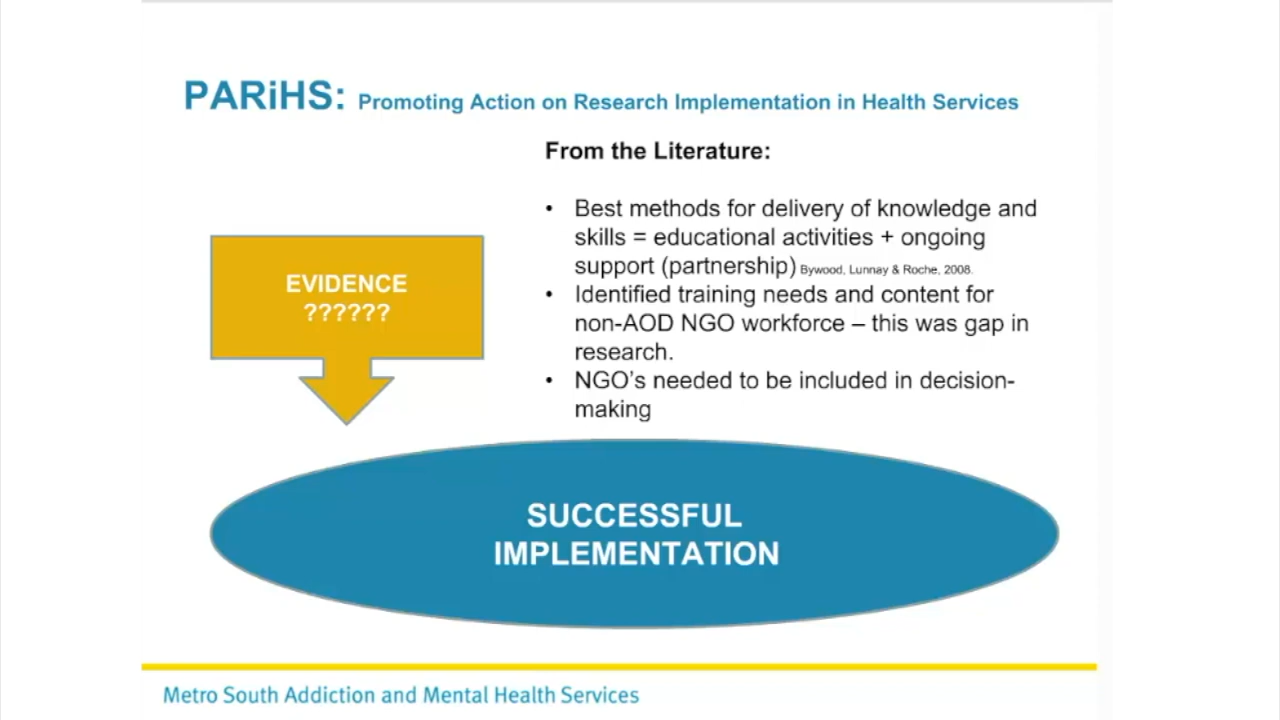 PARiHS: Promoting Action on Research Implementation in Health Services
From the Literature:
• Best methods for delivery of knowledge and
skills = educational activities + ongoing
support (partnership) Bywood, Lunnay & Roche, 2008.
• Identified training needs and content for
non-AOD NGO workforce – this was gap in
research.
• NGO's needed to be included in decision-
making
EVIDENCE
??????
SUCCESSFUL
IMPLEMENTATION
Metro South Addiction and Mental Health Services